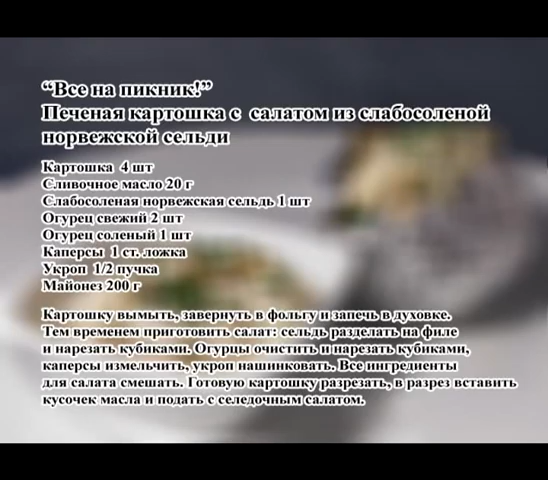 “Все на пикник!”
Печеная картошка с салатом из слабосоленой
норвежской сельди
Картошка 4 шт
Сливочное масло 20 г
Слабосоленая норвежская сельдь 1 шт
Огурец свежий 2 шт
Огурец соленый 1 шт
Каперсы 1 ст. ложка
Укроп 1/2 пучка
Майонез 200 г
Картошку вымыть, завернуть в фольгу и запечь в духовке.
Тем временем приготовить салат: сельдь разделать на филе
и нарезать кубиками. Огурцы очистить и нарезать кубиками,
каперсы измельчить, укроп нашинковать. Все ингредиенты
для салата смешать. Готовую картошку разрезать, в разрез вставить
кусочек масла и подать с селедочным салатом.